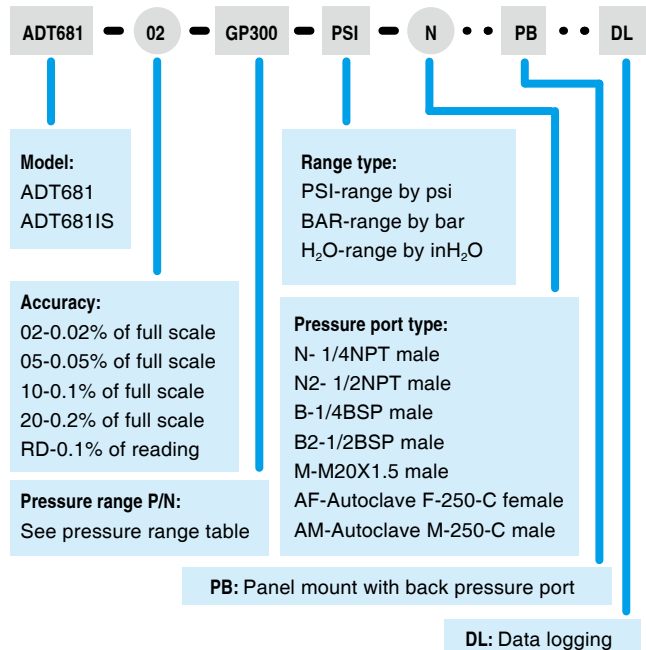 ADT681 - 02 - GP300 - PSI - N · · PB · · DL
Model:
ADT681
ADT681IS
Accuracy:
02-0.02% of full scale
05-0.05% of full scale
10-0.1% of full scale
20-0.2% of full scale
RD-0.1% of reading
Pressure range P/N:
See pressure range table
Range type:
PSI-range by psi
BAR-range by bar
H₂O-range by inH₂O
Pressure port type:
N- 1/4NPT male
N2- 1/2NPT male
B-1/4BSP male
B2-1/2BSP male
M-M20X1.5 male
AF-Autoclave F-250-C female
AM-Autoclave M-250-C male
PB: Panel mount with back pressure port
DL: Data logging